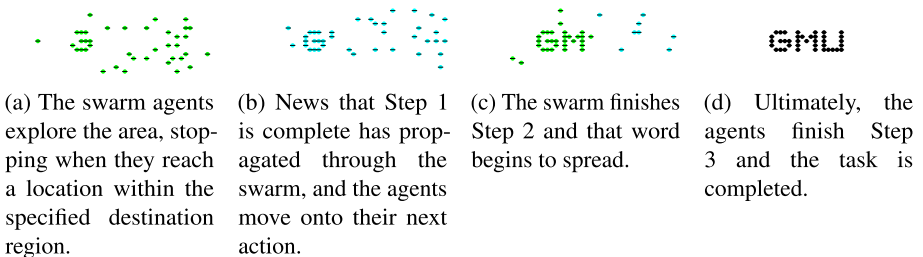 G
G
GM
GMU
(a) The swarm agents
explore the area, stop-
ping when they reach
a location within the
specified destination
region.
(b) News that Step 1
is complete has prop-
agated through the
swarm, and the agents
move onto their next
action.
(c) The swarm finishes
Step 2 and that word
begins to spread.
(d) Ultimately, the
agents finish Step
3 and the task is
completed.